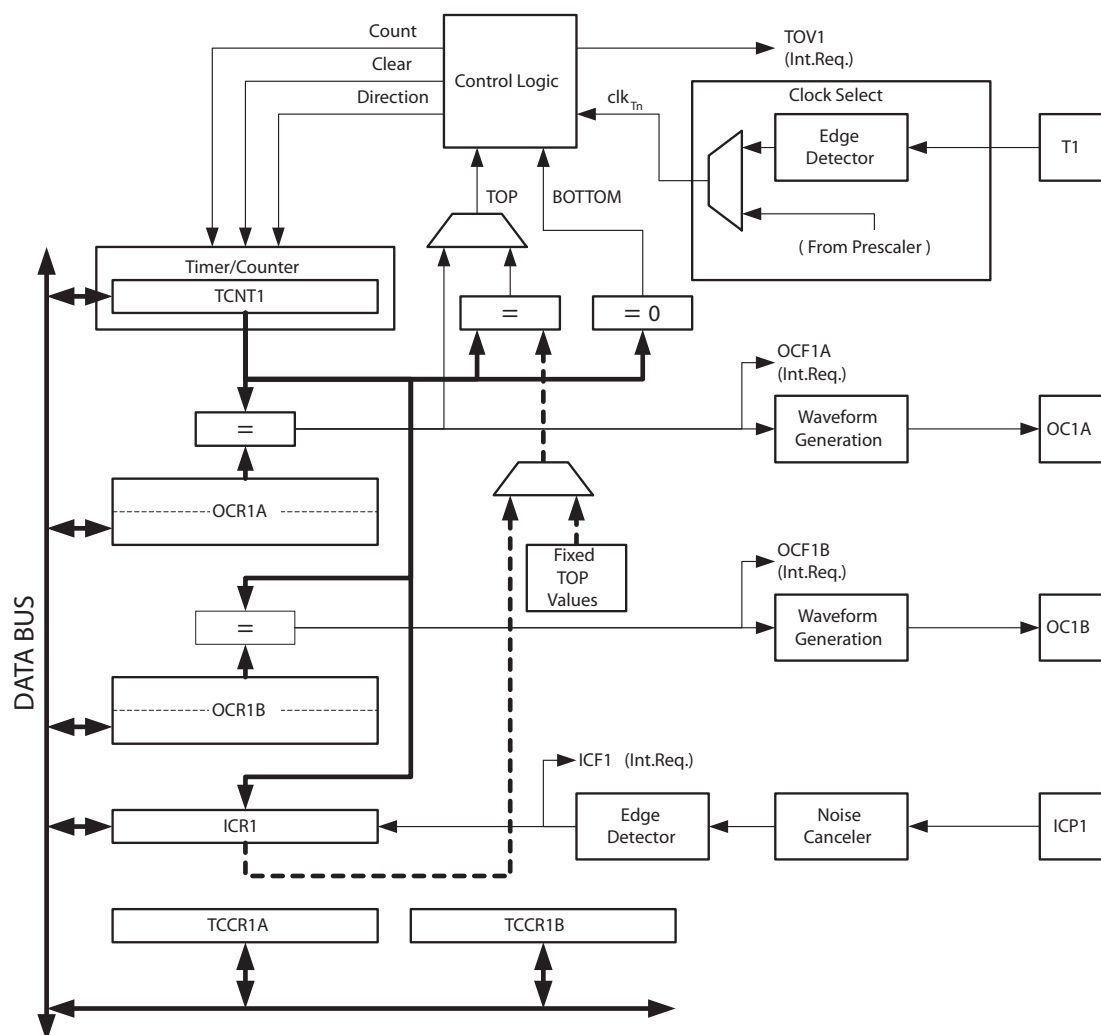 Count
Clear
Direction
Control Logic
TOV1
(Int.Req.)
clkTn
Clock Select
Edge
Detector
T1
( From Prescaler )
TOP
BOTTOM
Timer/Counter
TCNT1
=
= 0
OCF1A
(Int.Req.)
=
Waveform
Generation
OC1A
OCR1A
Fixed
TOP
Values
OCF1B
(Int.Req.)
=
Waveform
Generation
OC1B
DATA BUS
OCR1B
ICF1 (Int.Req.)
ICR1
Edge
Detector
Noise
Canceler
ICP1
TCCR1A
TCCR1B